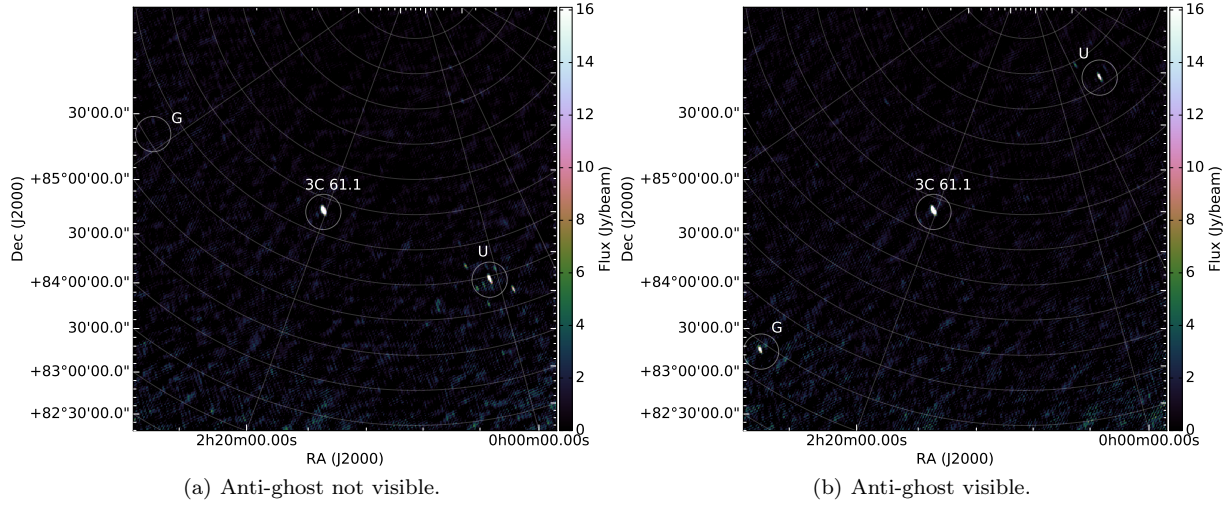 G
3C 61.1
U
30'00.0"
+85°00'00.0"
30'00.0"
+84°00'00.0"
30'00.0"
+83°00'00.0"
+82°30'00.0"
Dec (J2000)
2h20m00.00s
0h00m00.00s
RA (J2000)
16
14
12
10
8
6
4
2
0
Flux (Jy/beam)
(a) Anti-ghost not visible.
U
3C 61.1
G
30'00.0"
+85°00'00.0"
30'00.0"
+84°00'00.0"
30'00.0"
+83°00'00.0"
+82°30'00.0"
Dec (J2000)
2h20m00.00s
0h00m00.00s
RA (J2000)
16
14
12
10
8
6
4
2
0
Flux (Jy/beam)
(b) Anti-ghost visible.